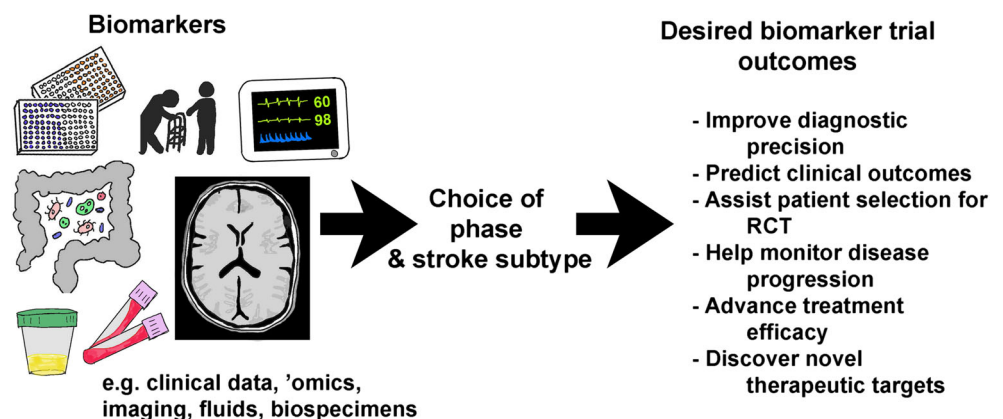 Biomarkers
60
98
e.g. clinical data, ’omics,
imaging, fluids, biospecimens
Choice of
phase
& stroke subtype
Desired biomarker trial
outcomes
- Improve diagnostic
precision
- Predict clinical outcomes
- Assist patient selection for
RCT
- Help monitor disease
progression
- Advance treatment
efficacy
- Discover novel
therapeutic targets